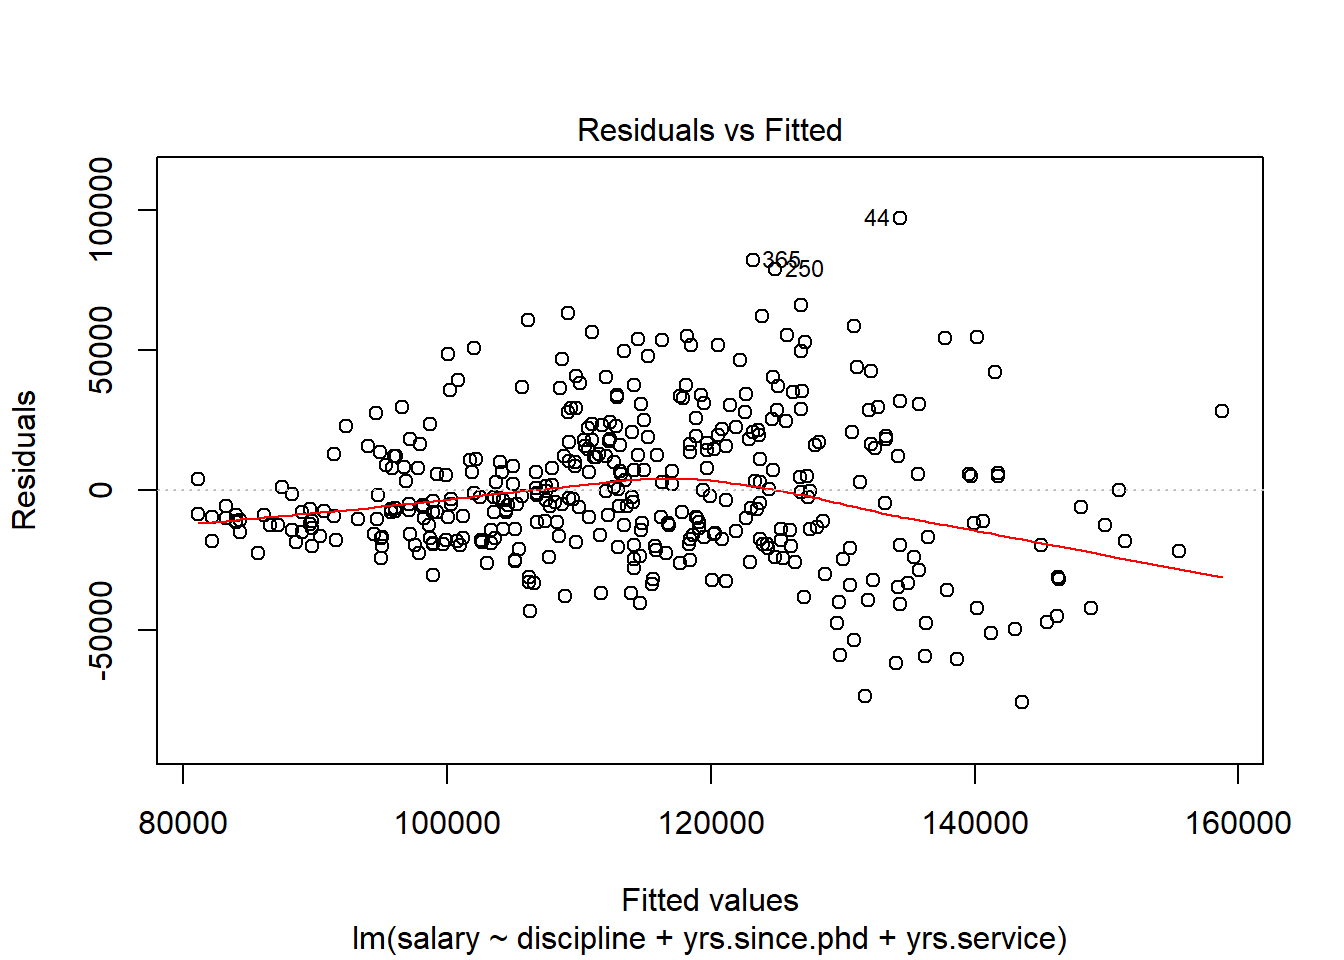 Residuals vs Fitted
Residuals
100000
50000
0
-50000
44
365
250
80000 100000 120000 140000 160000
Fitted values
lm(salary ~ discipline + yrs.since.phd + yrs.service)